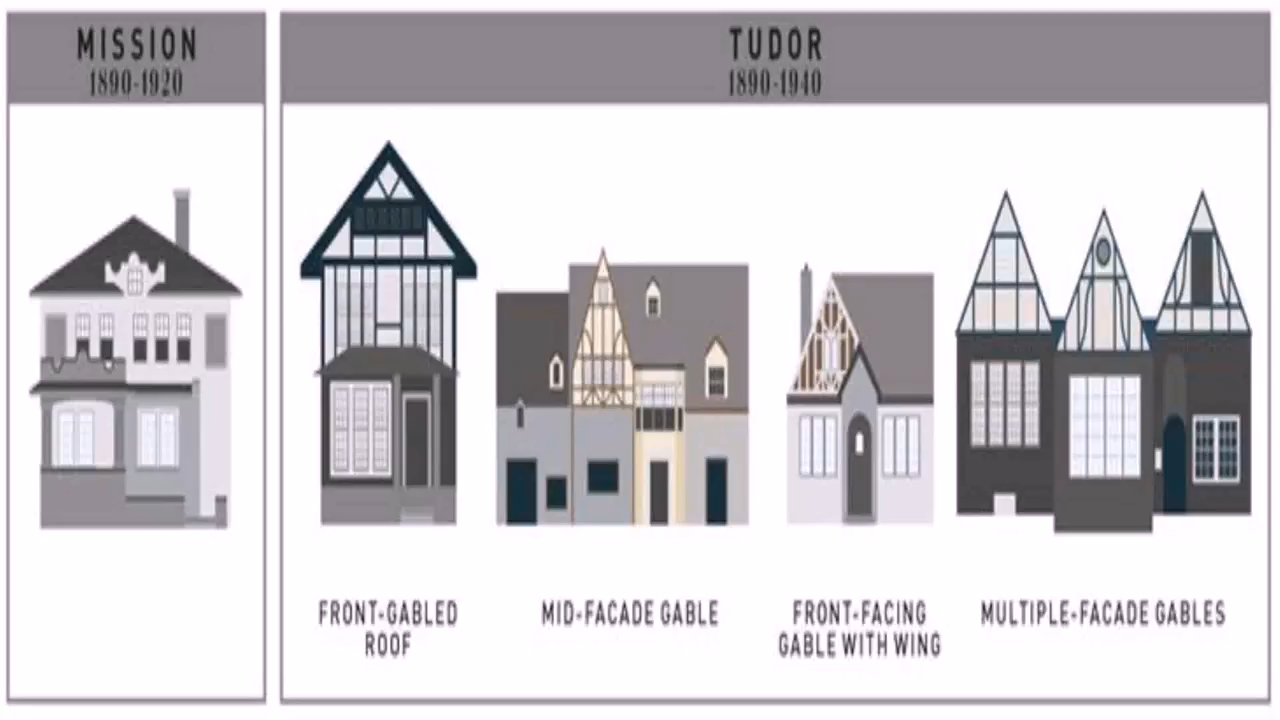 MISSION
1890-1920
TUDOR
1890-1940
FRONT-GABLED
ROOF
MID-FACADE GABLE
FRONT-FACING
GABLE WITH WING
MULTIPLE-FACADE GABLES